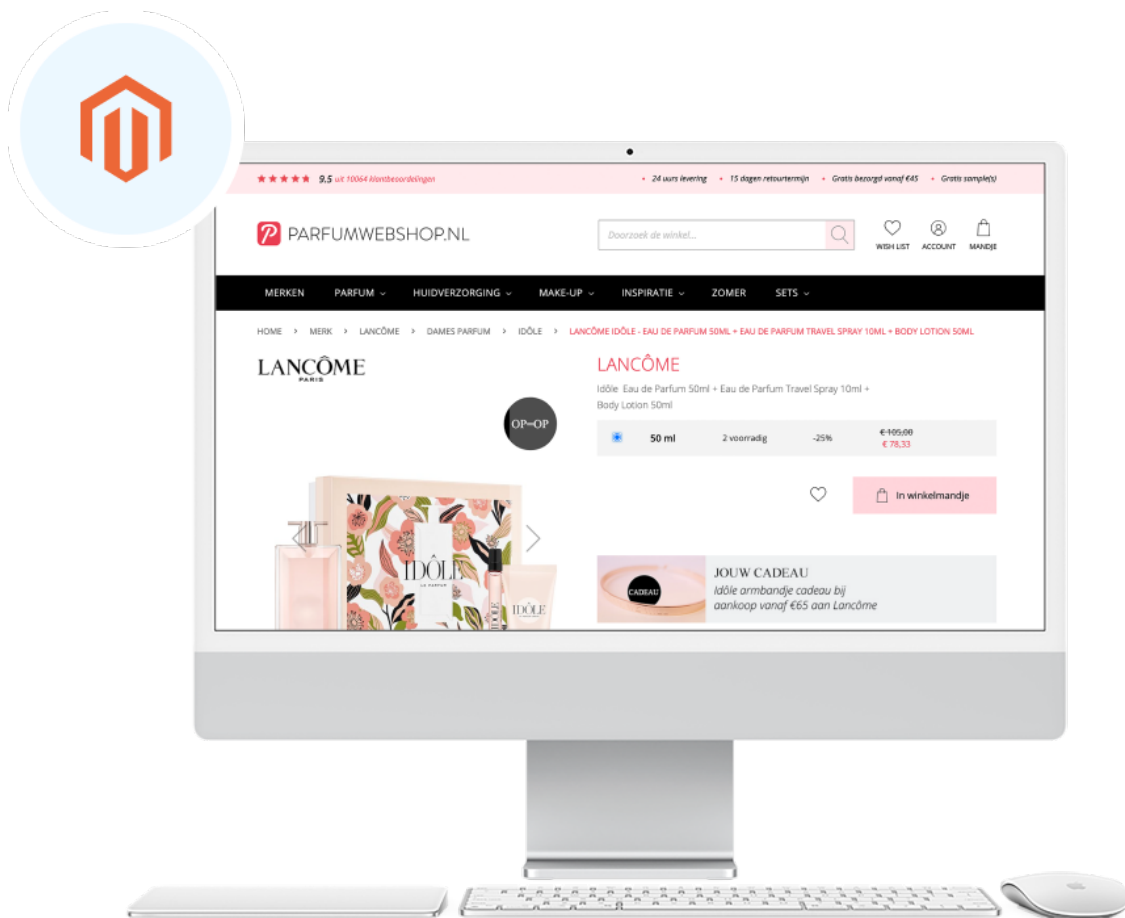 9.5 uit 10064 klantbeoordelingen
• 24 uurs levering • 15 dagen retourtermijn • Gratis bezorgd vanaf €45 • Gratis sample(s)
PARFUMWEBSHOP.NL
Doorzoek de winkel...
WISH LIST ACCOUNT MANDJE
MERKEN PARFUM HUIDVERZORGING MAKE-UP INSPIRATIE ZOMER SETS
HOME > MERK > LANCÔME > DAMES PARFUM > IDÔLE > LANCÔME IDÔLE - EAU DE PARFUM 50ML + EAU DE PARFUM TRAVEL SPRAY 10ML + BODY LOTION 50ML
LANCÔME
PARIS
OP=OP
LANCÔME
Idôle Eau de Parfum 50ml + Eau de Parfum Travel Spray 10ml +
Body Lotion 50ml
50 ml 2 voorradig -25% € 105,00
€ 78,33
In winkelmandje
IDÔLE
LE PARFUM
IDÔLE
IDÔLE
CADEAU
JOUW CADEAU
Idôle armbandje cadeau bij
aankoop vanaf €65 aan Lancôme